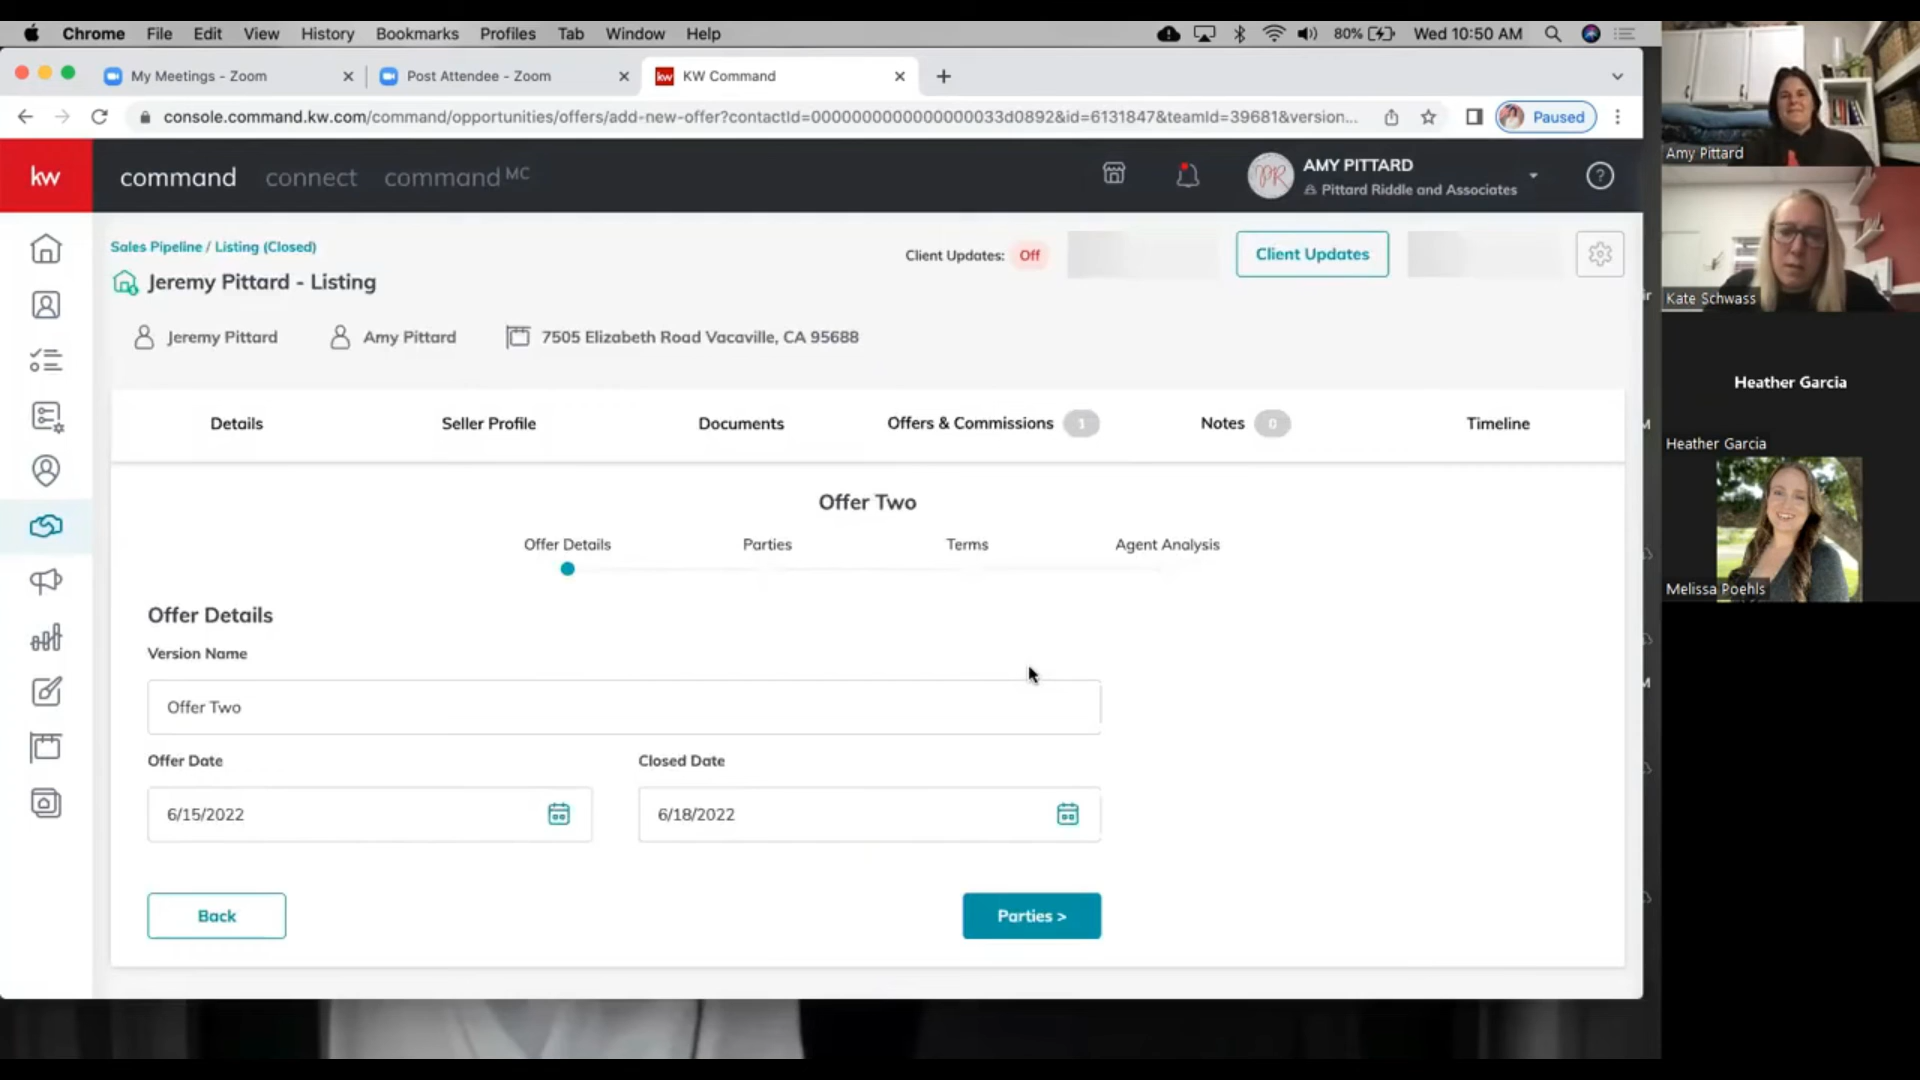 Chrome File Edit View History Bookmarks Profiles Tab Window Help 80% Wed 10:50 AM
My Meetings - Zoom Post Attendee - Zoom kw KW Command
console.command.kw.com/command/opportunities/offers/add-new-offer?contactId=0000000000000000033d0892&id=6131847&teamId=39681&version... Paused
kw command connect command MC AMY PITTARD
PR Pittard Riddle and Associates
Sales Pipeline / Listing (Closed)
Client Updates: Off Client Updates
Jeremy Pittard - Listing
Jeremy Pittard Amy Pittard 7505 Elizabeth Road Vacaville, CA 95688
Details Seller Profile Documents Offers & Commissions 1 Notes 0 Timeline
Offer Two
Offer Details Parties Terms Agent Analysis
Offer Details
Version Name
Offer Two
Offer Date Closed Date
6/15/2022 6/18/2022
Back Parties >
Amy Pittard
Kate Schwass
Heather Garcia
Heather Garcia
Melissa Poehls